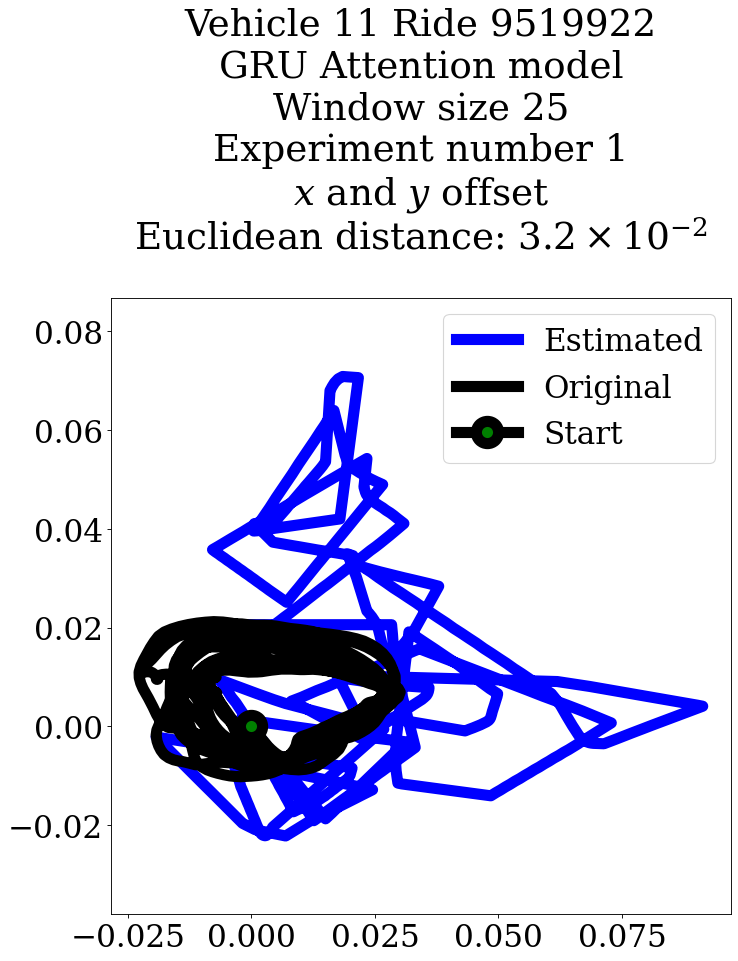 Vehicle 11 Ride 9519922
GRU Attention model
Window size 25
Experiment number 1
x and y offset
Euclidean distance: 3.2 × 10⁻²
Estimated
Original
Start
0.08
0.06
0.04
0.02
0.00
−0.02
−0.025 0.000 0.025 0.050 0.075